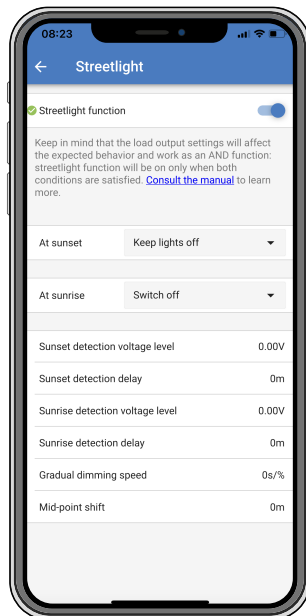 08:23
Streetlight
Streetlight function
Keep in mind that the load output settings will affect
the expected behavior and work as an AND function:
streetlight function will be on only when both
conditions are satisfied. Consult the manual to learn
more.
At sunset Keep lights off
At sunrise Switch off
Sunset detection voltage level 0.00V
Sunset detection delay 0m
Sunrise detection voltage level 0.00V
Sunrise detection delay 0m
Gradual dimming speed 0s/%
Mid-point shift 0m